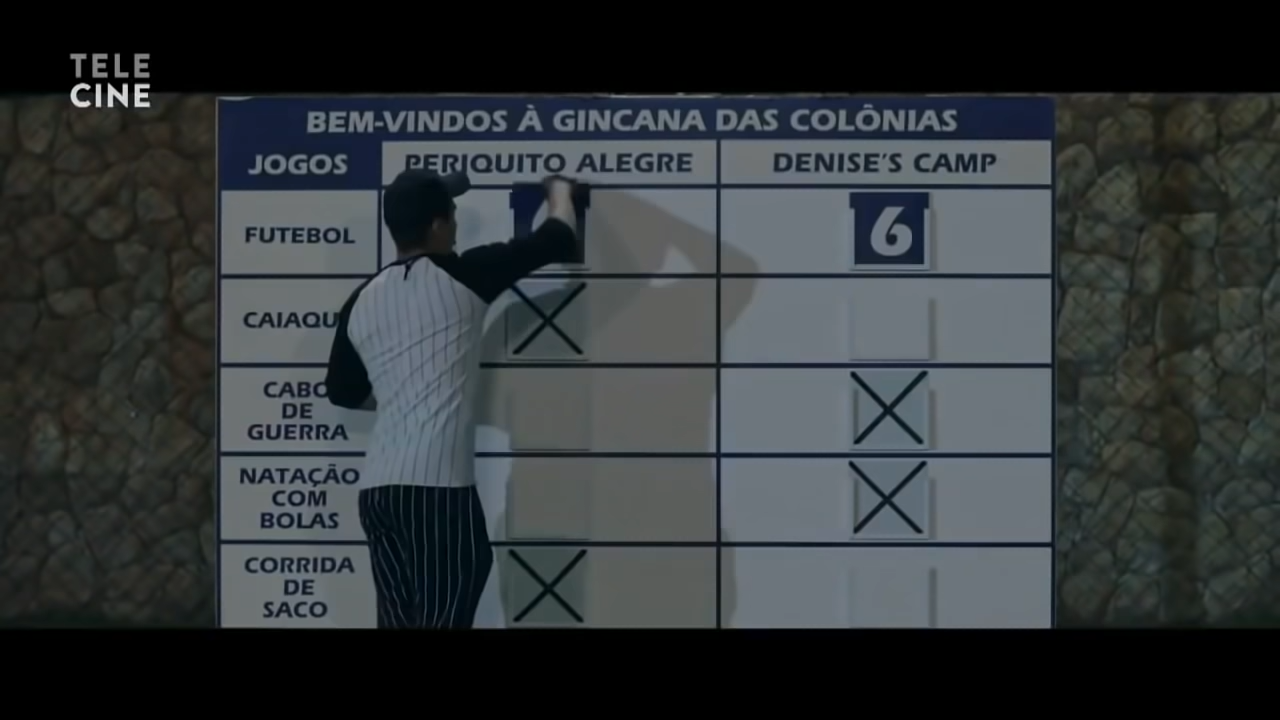 TELE
CINE
BEM-VINDOS À GINCANA DAS COLÔNIAS
JOGOS
PERIQUITO ALEGRE
DENISE'S CAMP
FUTEBOL
6
CAIAQU
X
CABO
DE
GUERRA
X
NATAÇÃO
COM
BOLAS
X
CORRIDA
DE
SACO
X